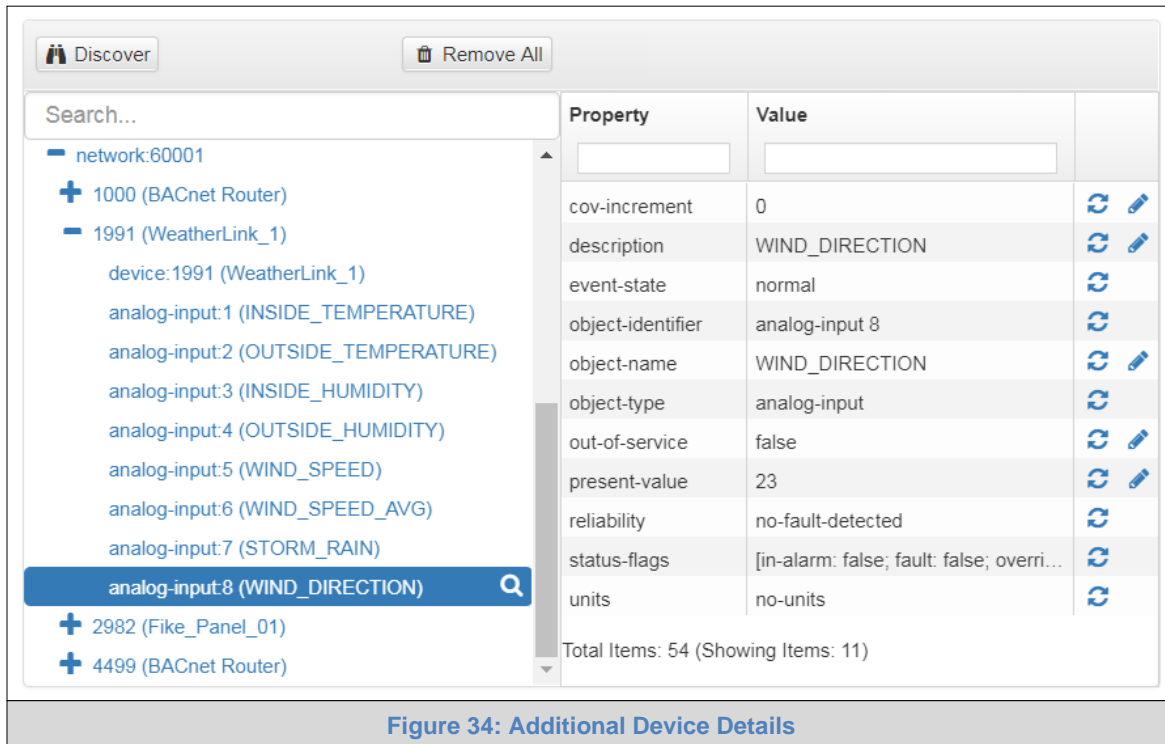 Discover
Remove All
Search...
network:60001
1000 (BACnet Router)
1991 (WeatherLink_1)
device:1991 (WeatherLink_1)
analog-input:1 (INSIDE_TEMPERATURE)
analog-input:2 (OUTSIDE_TEMPERATURE)
analog-input:3 (INSIDE_HUMIDITY)
analog-input:4 (OUTSIDE_HUMIDITY)
analog-input:5 (WIND_SPEED)
analog-input:6 (WIND_SPEED_AVG)
analog-input:7 (STORM_RAIN)
analog-input:8 (WIND_DIRECTION)
2982 (Fike_Panel_01)
4499 (BACnet Router)
Property Value
cov-increment 0
description WIND_DIRECTION
event-state normal
object-identifier analog-input 8
object-name WIND_DIRECTION
object-type analog-input
out-of-service false
present-value 23
reliability no-fault-detected
status-flags [in-alarm: false; fault: false; overri...
units no-units
Total Items: 54 (Showing Items: 11)
Figure 34: Additional Device Details